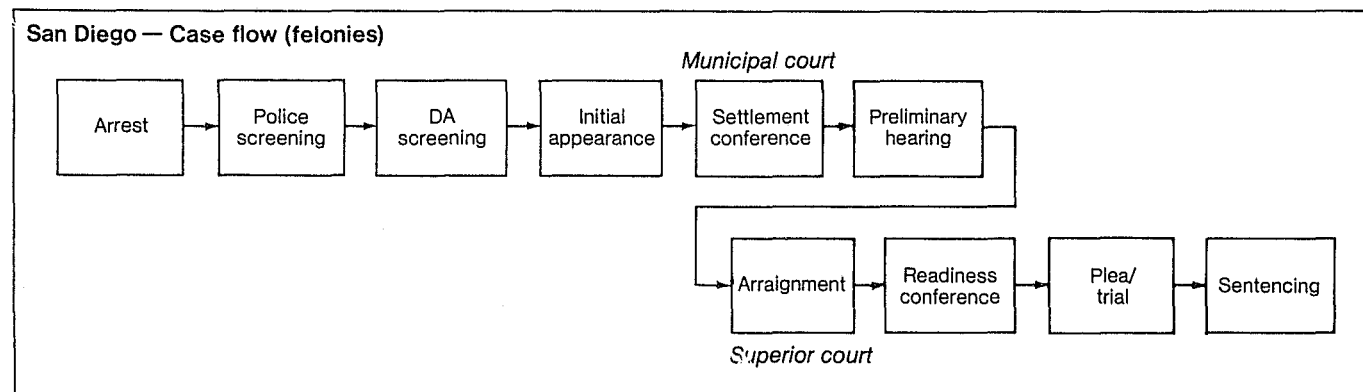 San Diego — Case flow (felonies)
Municipal court
Arrest
Police
screening
DA
screening
Initial
appearance
Settlement
conference
Preliminary
hearing
Arraignment
Readiness
conference
Plea/
trial
Sentencing
Superior court